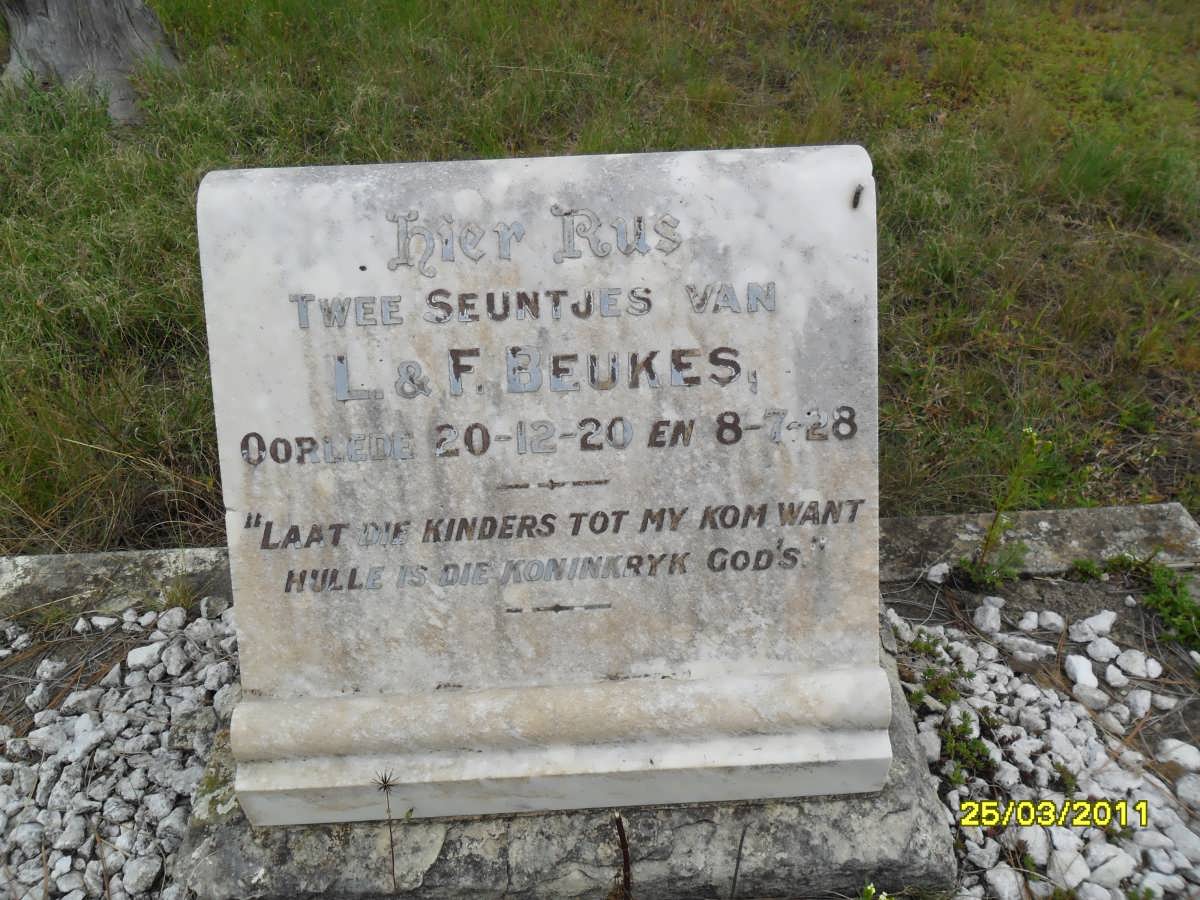 Hier Rus
TWEE SEUNTJES VAN
L. & F. BEUKES,
OORLEDE 20-12-20 EN 8-7-28
"LAAT DIE KINDERS TOT MY KOM WANT
HULLE IS DIE KONINKRYK GOD'S."
25/03/2011